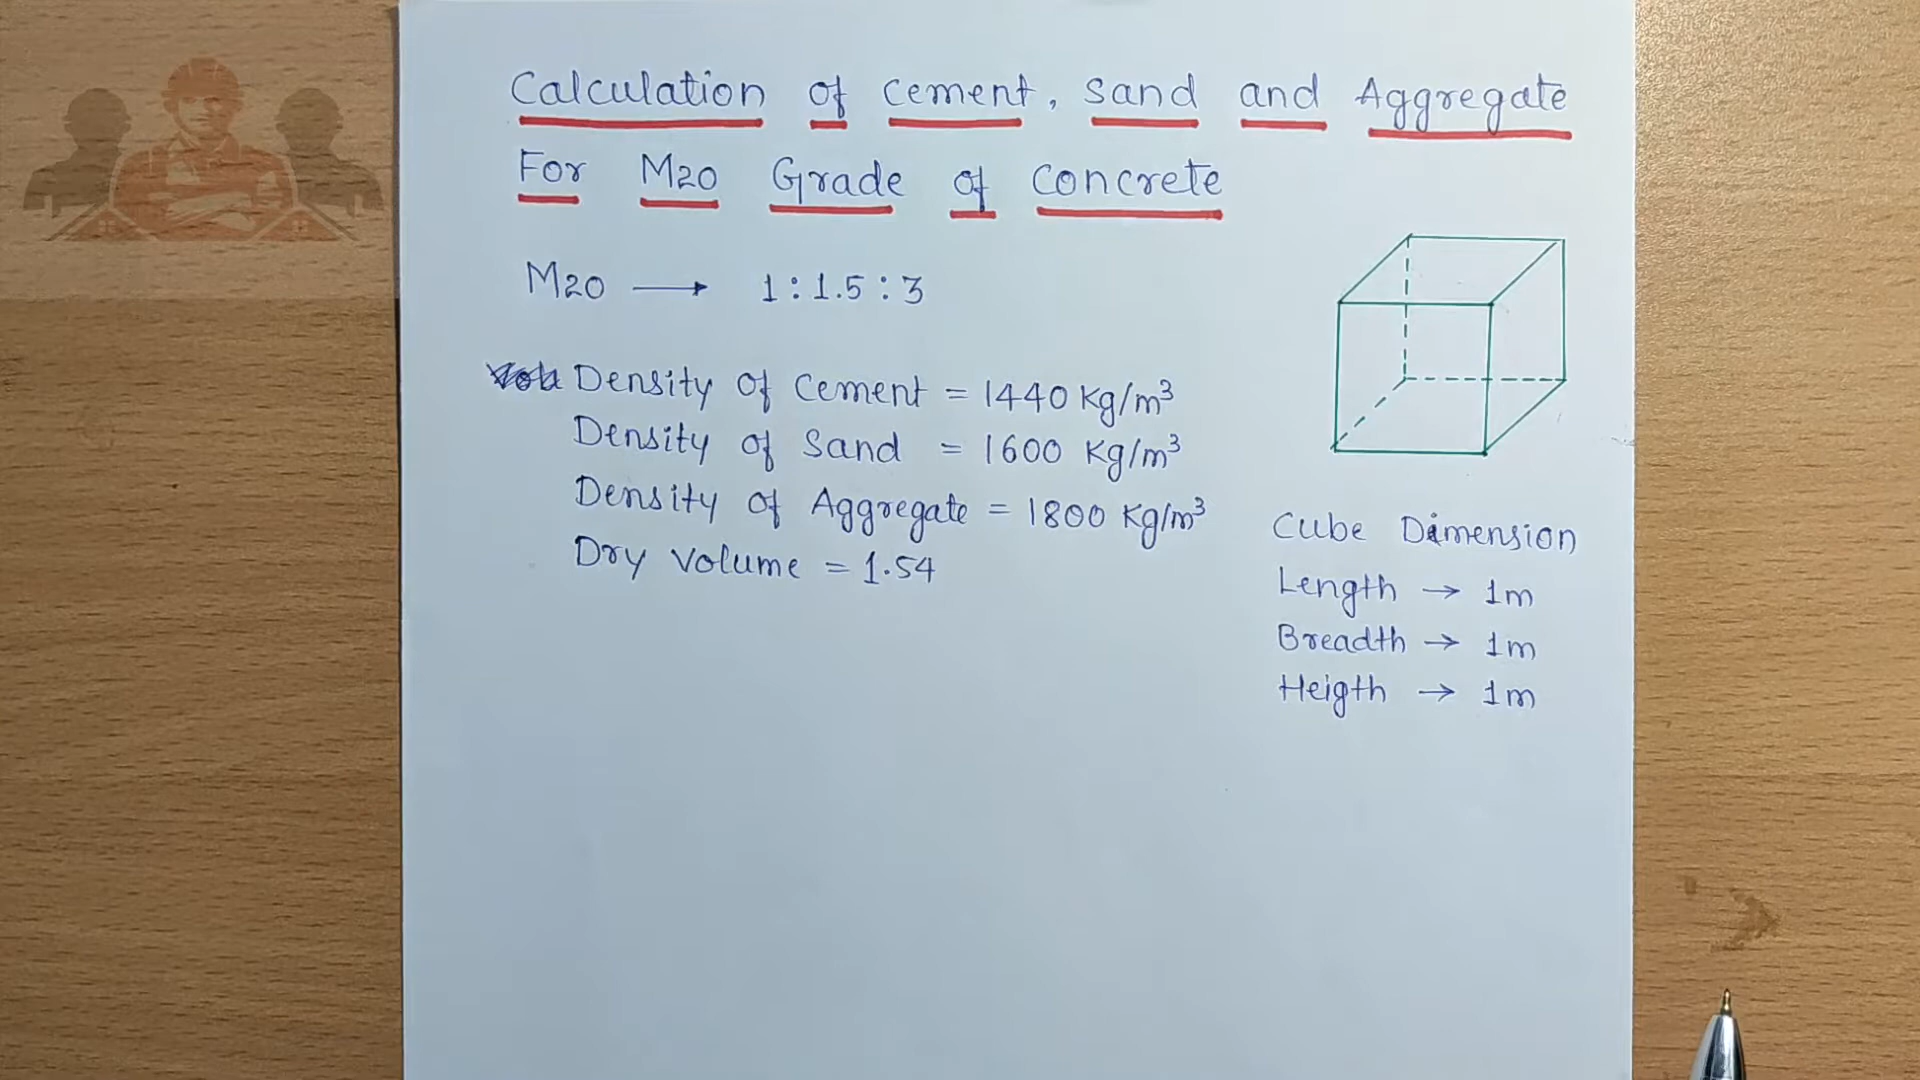 Calculation of cement, sand and Aggregate
For M20 Grade of concrete
M20 → 1 : 1.5 : 3
Density of Cement = 1440 Kg/m³
Density of Sand = 1600 Kg/m³
Density of Aggregate = 1800 Kg/m³
Dry Volume = 1.54
Cube Dimension
Length → 1m
Breadth → 1m
Heigth → 1m